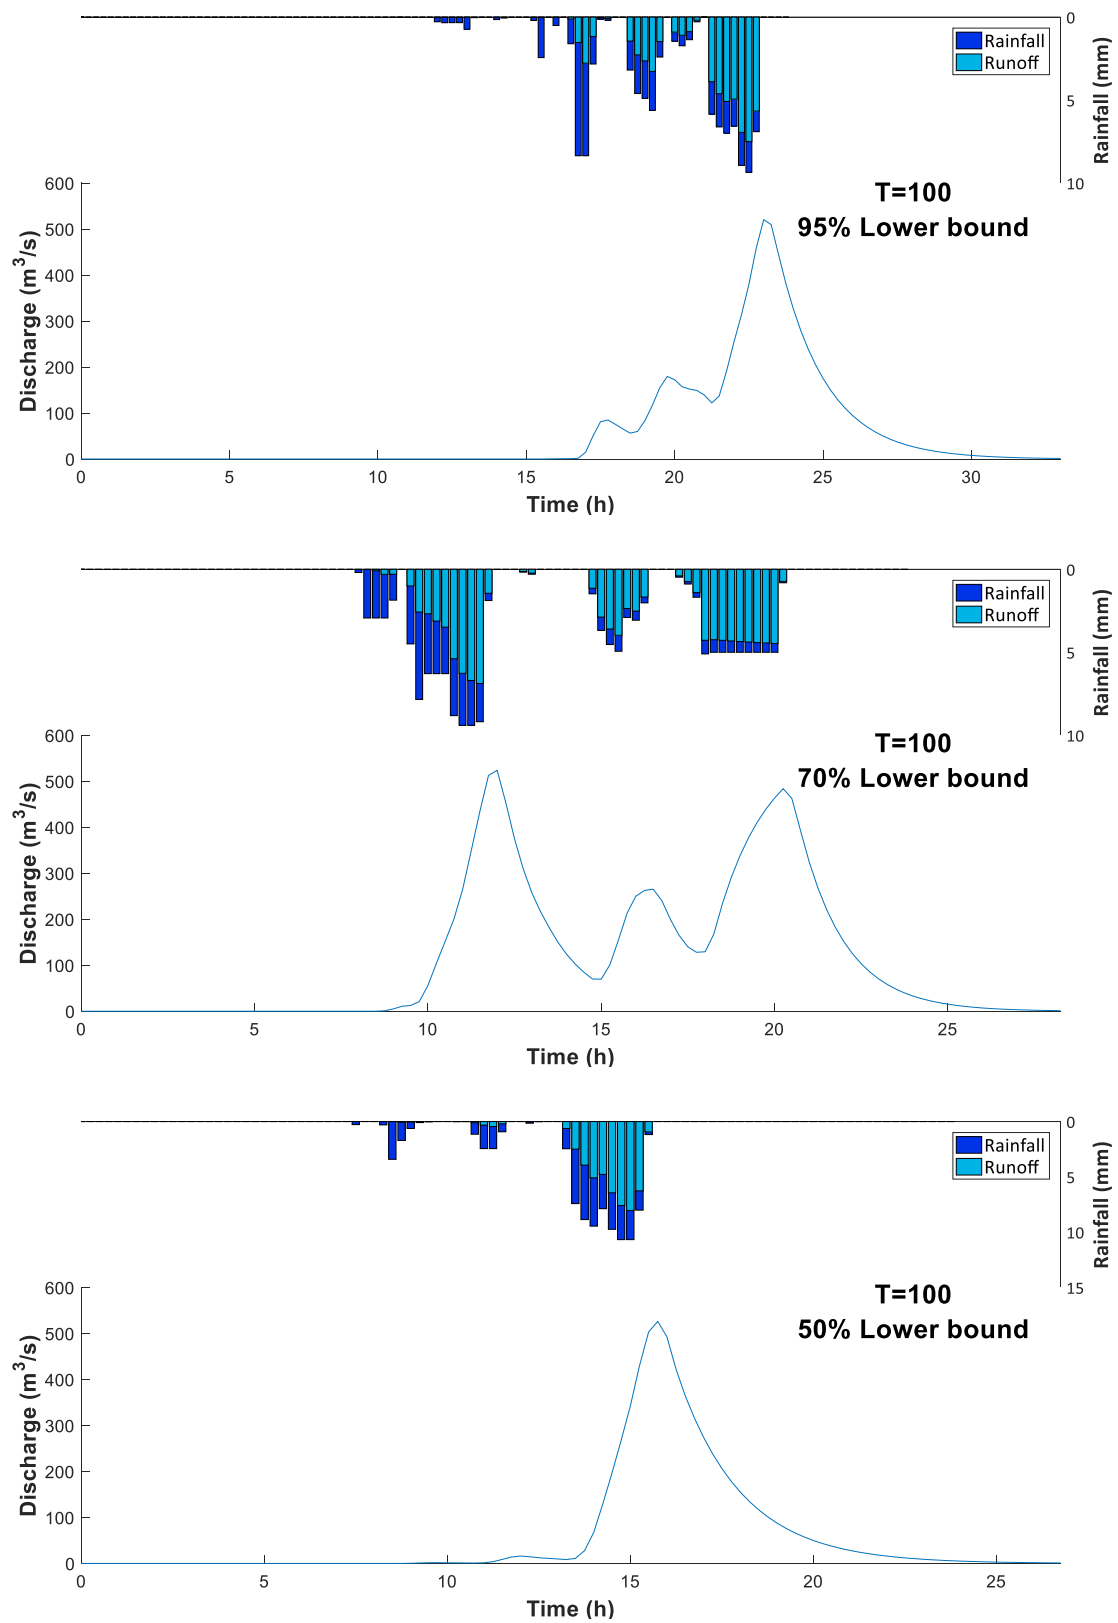 0
Rainfall
Runoff
5
10
Rainfall (mm)
T=100
95% Lower bound
600
500
400
300
200
100
0
Discharge (m³/s)
0 5 10 15 20 25 30
Time (h)
0
Rainfall
Runoff
5
10
Rainfall (mm)
T=100
70% Lower bound
600
500
400
300
200
100
0
Discharge (m³/s)
0 5 10 15 20 25
Time (h)
0
Rainfall
Runoff
5
10
15
Rainfall (mm)
T=100
50% Lower bound
600
500
400
300
200
100
0
Discharge (m³/s)
0 5 10 15 20 25
Time (h)